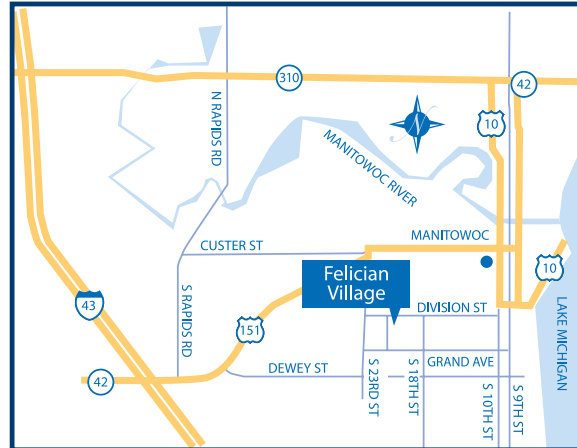 310
42
N RAPIDS RD
10
N
MANITOWOC RIVER
MANITOWOC
CUSTER ST
Felician
Village
10
S RAPIDS RD
43
151
DIVISION ST
LAKE MICHIGAN
GRAND AVE
DEWEY ST
42
S 23RD ST
S 18TH ST
S 10TH ST
S 9TH ST